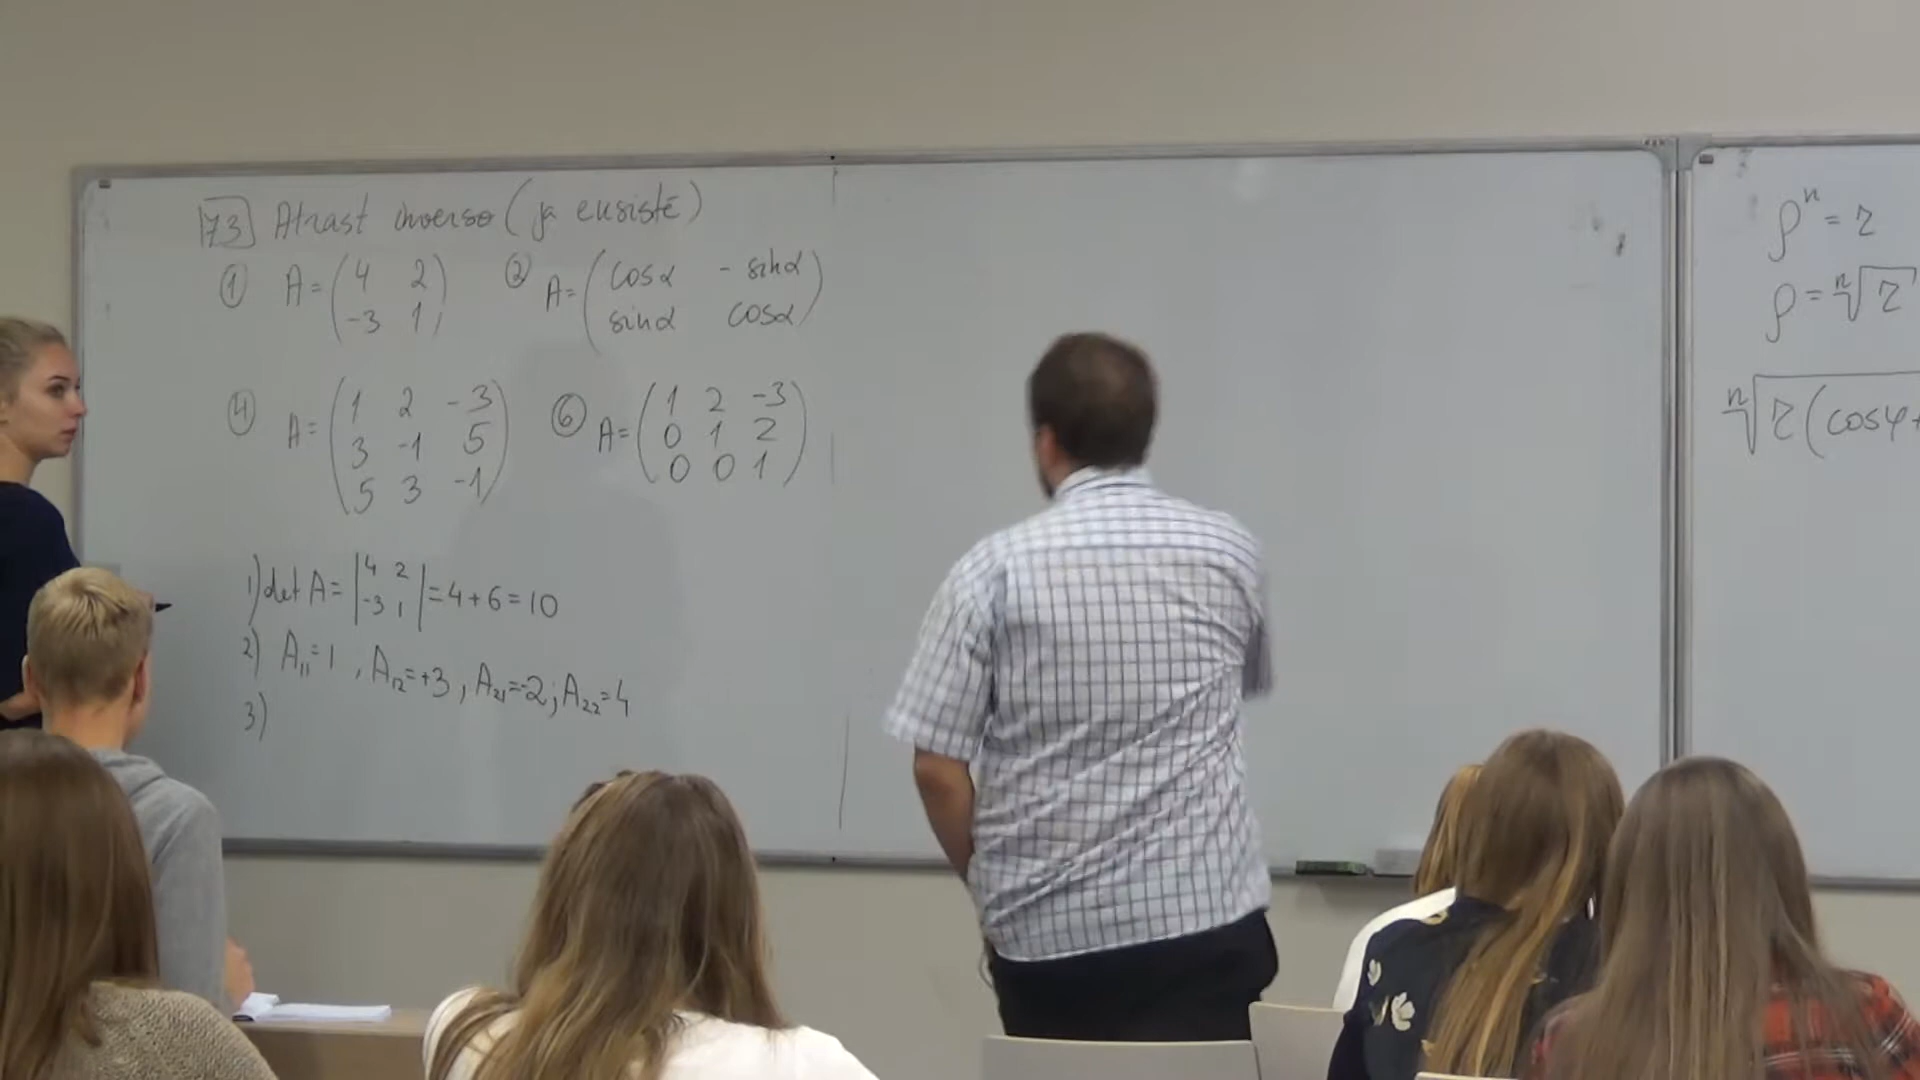 73 Atrast inverso (ja eksistē)
① A = (4 2 -3 1) ② A = (cosα - sinα sinα cosα)
④ A = (1 2 -3 3 -1 5 5 3 -1) ⑥ A = (1 2 -3 0 1 2 0 0 1)
1) det A = |4 2 -3 1| = 4 + 6 = 10
2) A₁₁ = 1 , A₁₂ = +3 , A₂₁ = -2 ; A₂₂ = 4
3)
ρⁿ = r
ρ = ⁿ√r
ⁿ√r(cosφ+